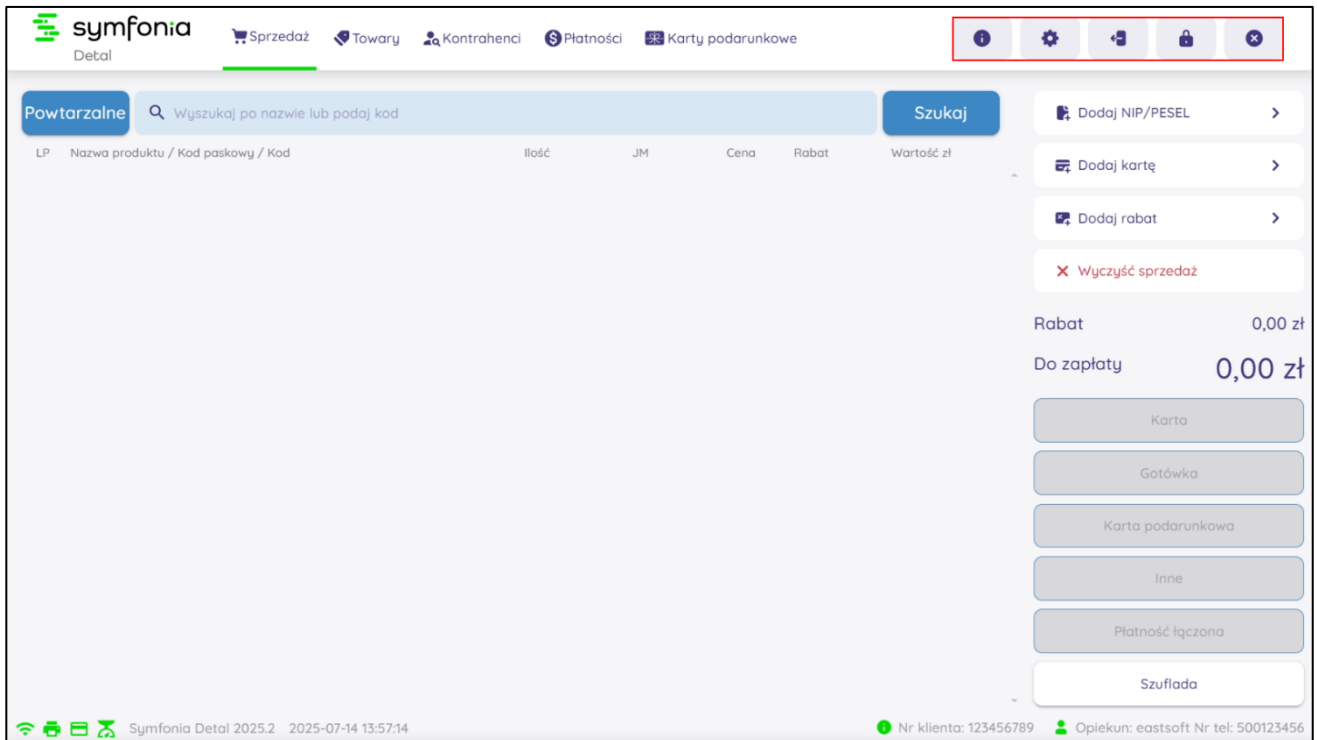 symfonia
Detal
Sprzedaż Towary Kontrahenci Płatności Karty podarunkowe
Powtarzalne Wyszukaj po nazwie lub podaj kod Szukaj
LP Nazwa produktu / Kod paskowy / Kod Ilość JM Cena Rabat Wartość zł
Dodaj NIP/PESEL
Dodaj kartę
Dodaj rabat
Wyczyść sprzedaż
Rabat 0,00 zł
Do zapłaty 0,00 zł
Karta
Gotówka
Karta podarunkowa
Inne
Płatność łączona
Szuflada
Symfonia Detal 2025.2 2025-07-14 13:57:14 Nr klienta: 123456789 Opiekun: eastsoft Nr tel: 500123456